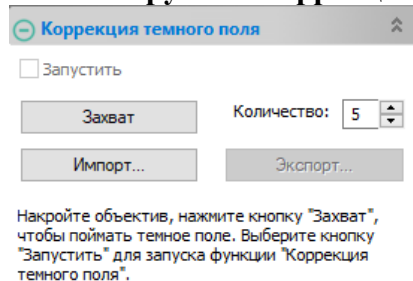 Коррекция темного поля
Запустить
Захват
Количество: 5
Импорт...
Экспорт...
Накройте объектив, нажмите кнопку "Захват",
чтобы поймать темное поле. Выберите кнопку
"Запустить" для запуска функции "Коррекция
темного поля".